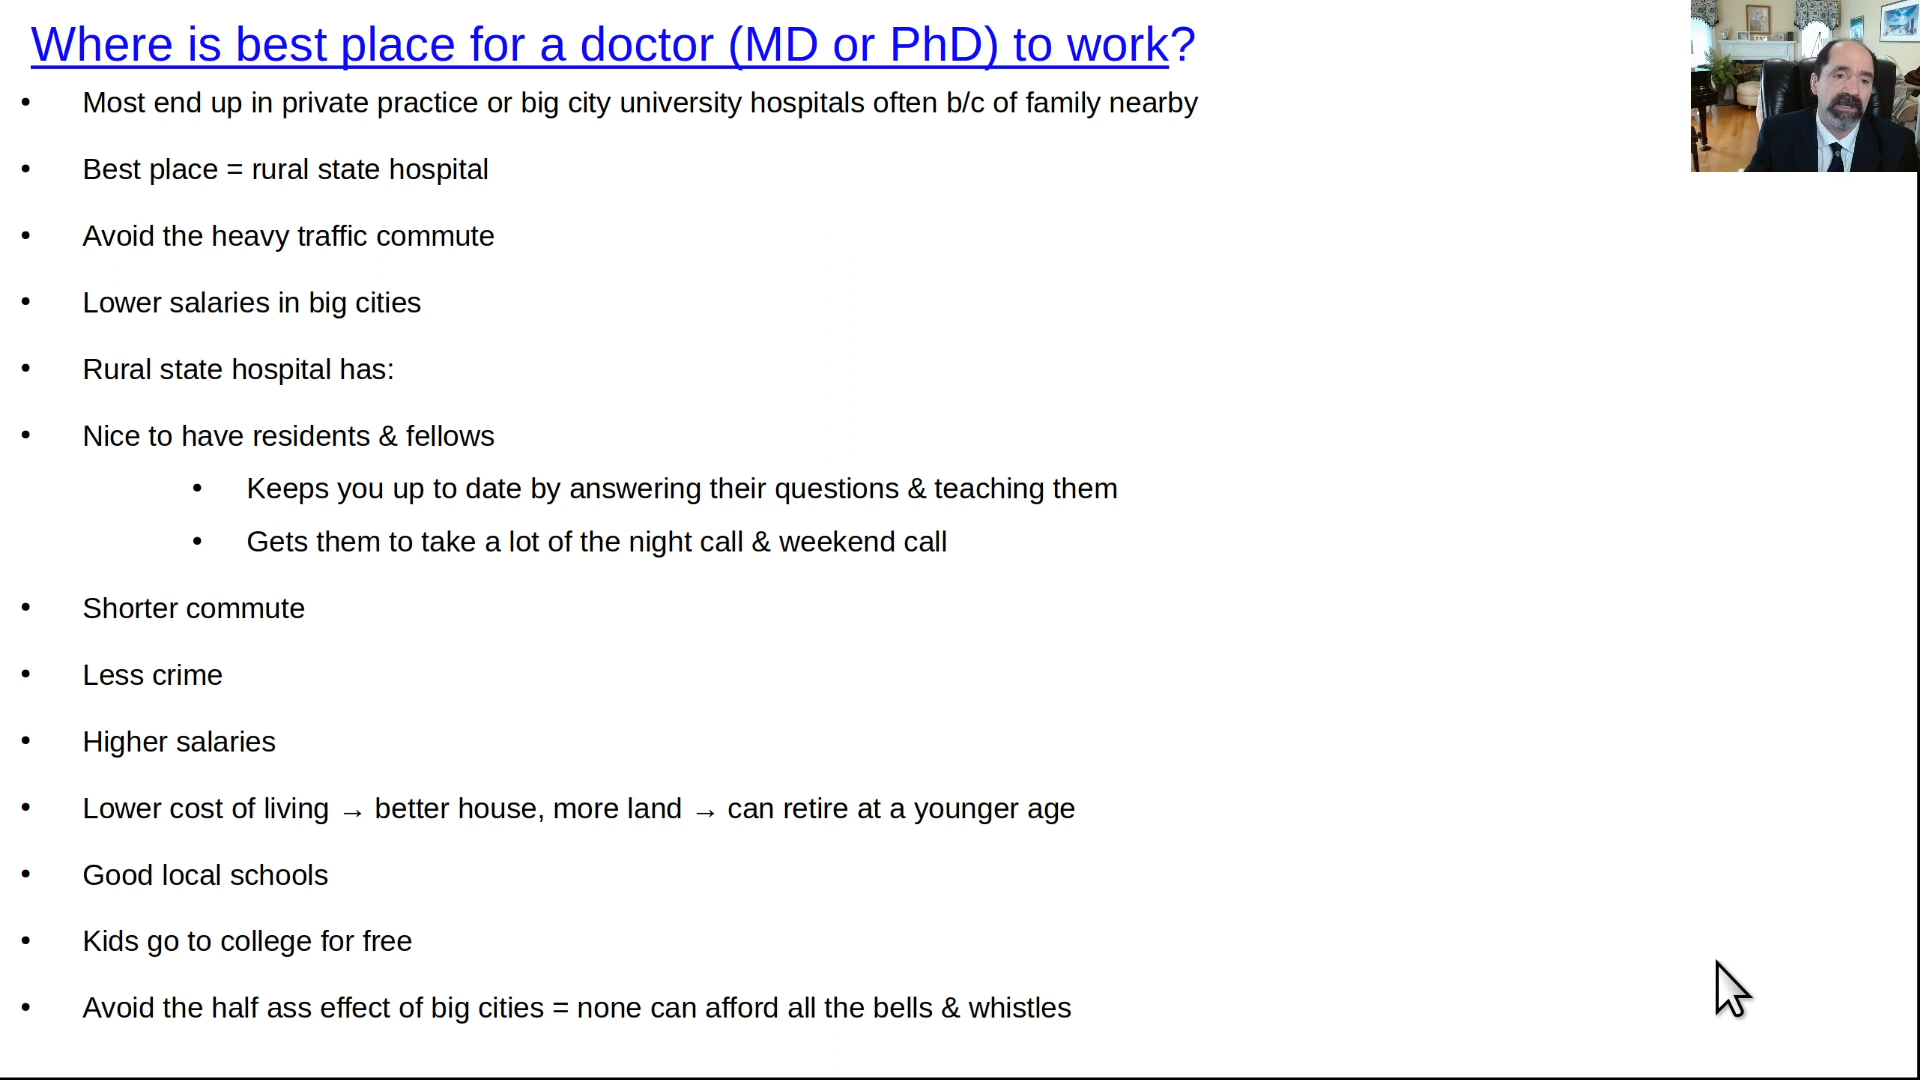 Where is best place for a doctor (MD or PhD) to work?
• Most end up in private practice or big city university hospitals often b/c of family nearby
• Best place = rural state hospital
• Avoid the heavy traffic commute
• Lower salaries in big cities
• Rural state hospital has:
• Nice to have residents & fellows
• Keeps you up to date by answering their questions & teaching them
• Gets them to take a lot of the night call & weekend call
• Shorter commute
• Less crime
• Higher salaries
• Lower cost of living → better house, more land → can retire at a younger age
• Good local schools
• Kids go to college for free
• Avoid the half ass effect of big cities = none can afford all the bells & whistles